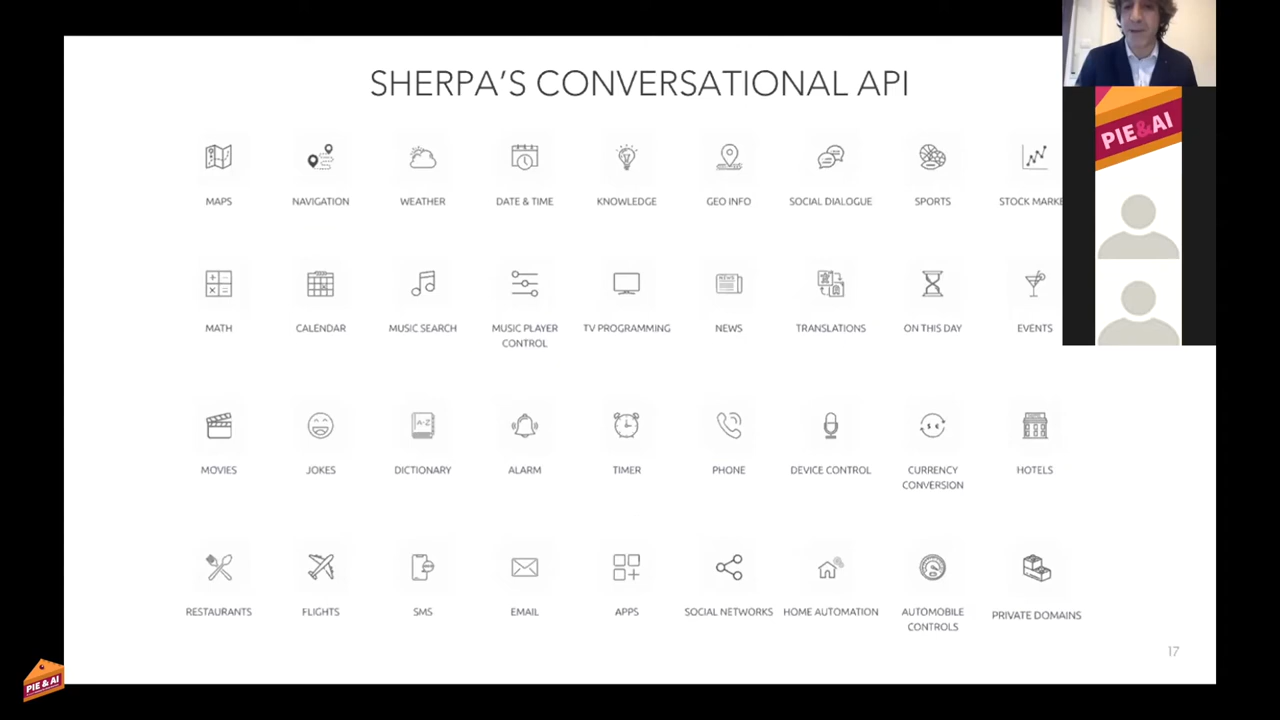 SHERPA'S CONVERSATIONAL API
PIE&AI
MAPS
NAVIGATION
WEATHER
DATE & TIME
KNOWLEDGE
GEO INFO
SOCIAL DIALOGUE
SPORTS
STOCK MARKE
MATH
CALENDAR
MUSIC SEARCH
MUSIC PLAYER
CONTROL
TV PROGRAMMING
NEWS
TRANSLATIONS
ON THIS DAY
EVENTS
MOVIES
JOKES
A-Z
DICTIONARY
ALARM
TIMER
PHONE
DEVICE CONTROL
CURRENCY
CONVERSION
HOTELS
RESTAURANTS
FLIGHTS
SMS
EMAIL
APPS
SOCIAL NETWORKS
HOME AUTOMATION
AUTOMOBILE
CONTROLS
PRIVATE DOMAINS
17
PIE & AI